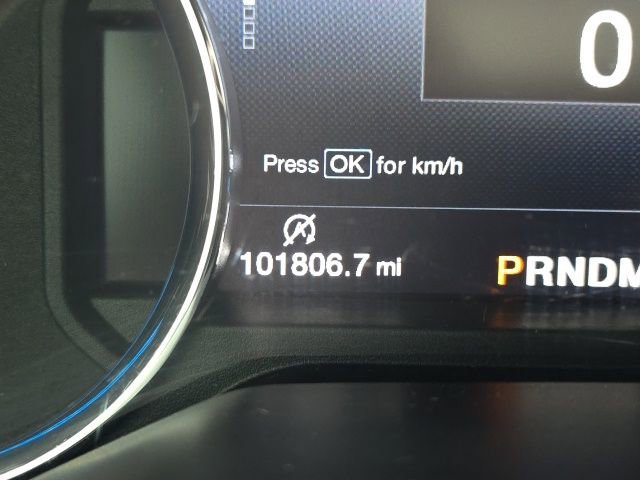 0
Press OK for km/h
101806.7 mi
PRNDM